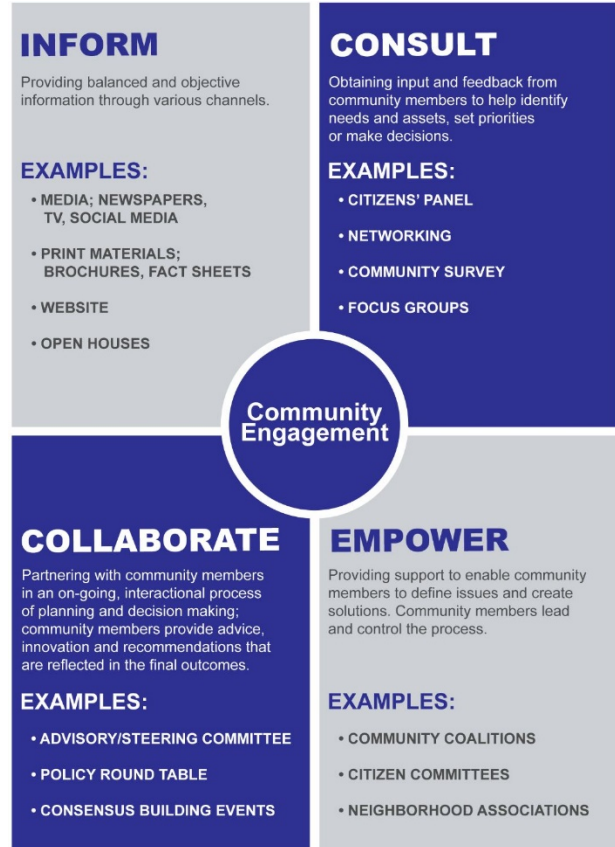 INFORM
Providing balanced and objective
information through various channels.
EXAMPLES:
• MEDIA; NEWSPAPERS,
TV, SOCIAL MEDIA
• PRINT MATERIALS;
BROCHURES, FACT SHEETS
• WEBSITE
• OPEN HOUSES
CONSULT
Obtaining input and feedback from
community members to help identify
needs and assets, set priorities
or make decisions.
EXAMPLES:
• CITIZENS' PANEL
• NETWORKING
• COMMUNITY SURVEY
• FOCUS GROUPS
Community
Engagement
COLLABORATE
Partnering with community members
in an on-going, interactional process
of planning and decision making;
community members provide advice,
innovation and recommendations that
are reflected in the final outcomes.
EXAMPLES:
• ADVISORY/STEERING COMMITTEE
• POLICY ROUND TABLE
• CONSENSUS BUILDING EVENTS
EMPOWER
Providing support to enable community
members to define issues and create
solutions. Community members lead
and control the process.
EXAMPLES:
• COMMUNITY COALITIONS
• CITIZEN COMMITTEES
• NEIGHBORHOOD ASSOCIATIONS